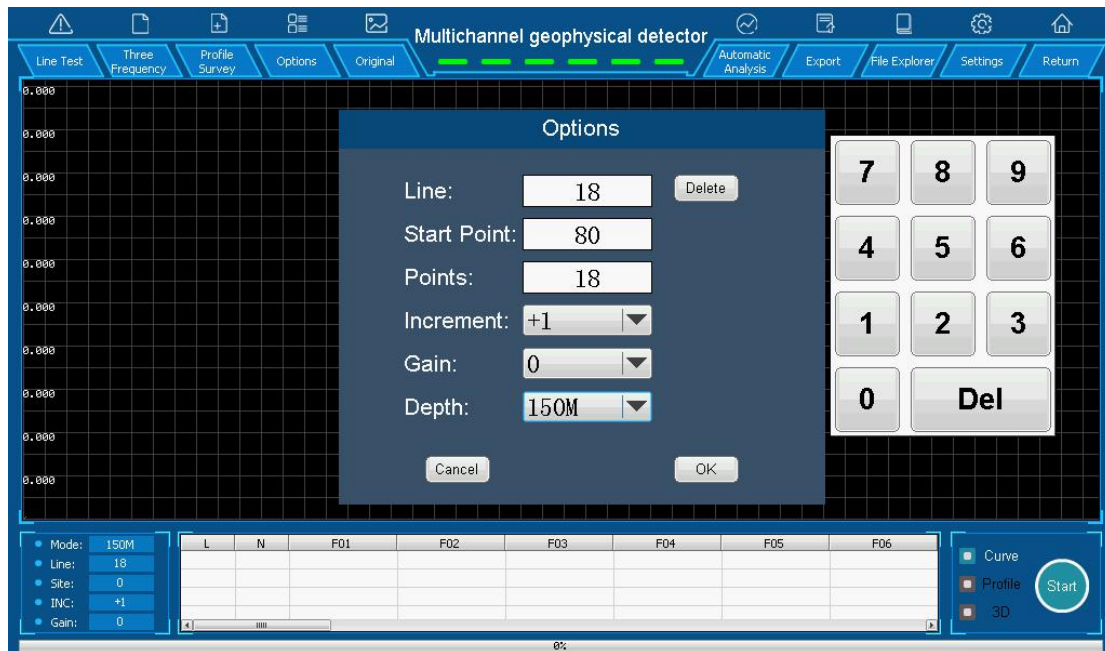 Multichannel geophysical detector
Line Test
Three
Frequency
Profile
Survey
Options
Original
Automatic
Analysis
Export
File Explorer
Settings
Return
0.000
0.000
0.000
0.000
0.000
0.000
0.000
0.000
0.000
0.000
Options
Line: 18 Delete
Start Point: 80
Points: 18
Increment: +1
Gain: 0
Depth: 150M
Cancel OK
7 8 9
4 5 6
1 2 3
0 Del
Mode: 150M
Line: 18
Site: 0
INC: +1
Gain: 0
L N F01 F02 F03 F04 F05 F06
Curve
Profile
3D
Start
0%